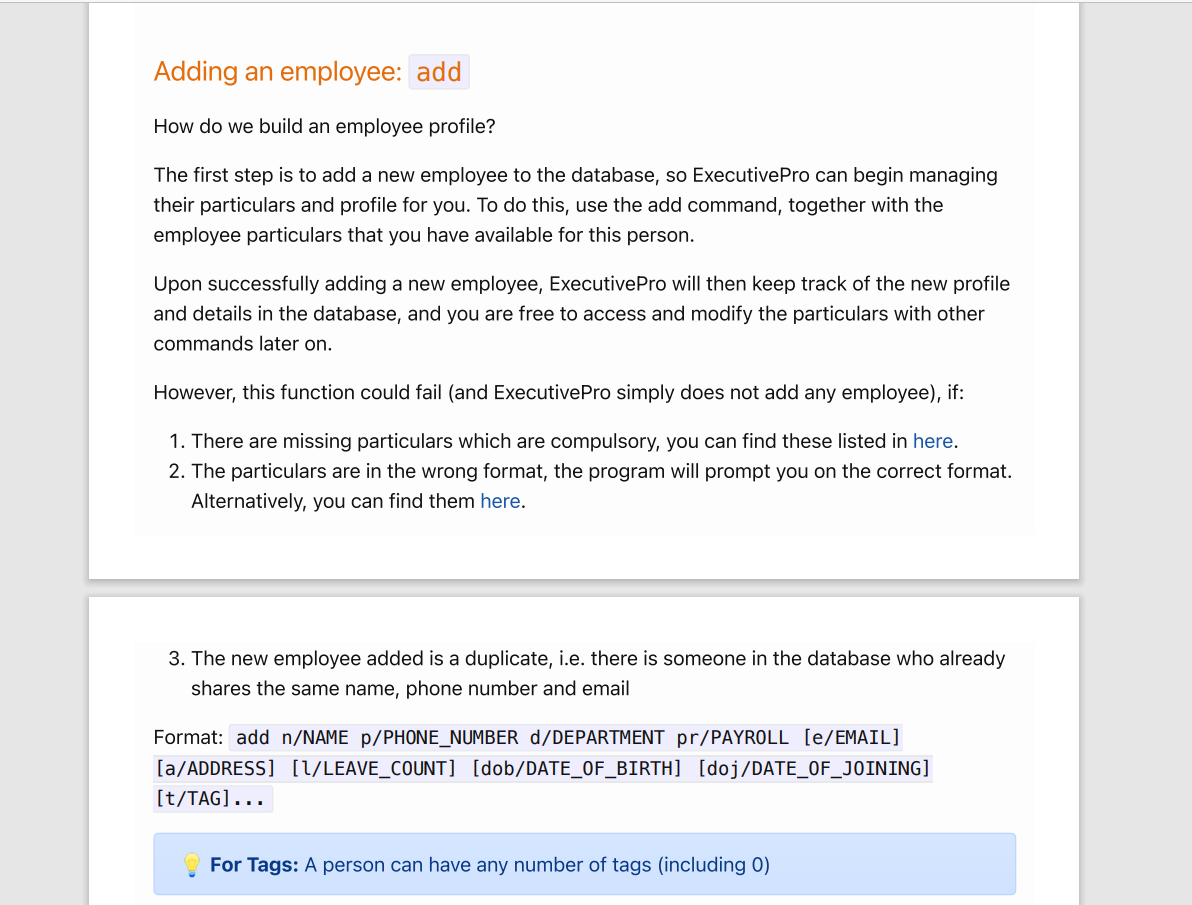 Adding an employee: add
How do we build an employee profile?
The first step is to add a new employee to the database, so ExecutivePro can begin managing
their particulars and profile for you. To do this, use the add command, together with the
employee particulars that you have available for this person.
Upon successfully adding a new employee, ExecutivePro will then keep track of the new profile
and details in the database, and you are free to access and modify the particulars with other
commands later on.
However, this function could fail (and ExecutivePro simply does not add any employee), if:
1. There are missing particulars which are compulsory, you can find these listed in here.
2. The particulars are in the wrong format, the program will prompt you on the correct format.
Alternatively, you can find them here.
3. The new employee added is a duplicate, i.e. there is someone in the database who already
shares the same name, phone number and email
Format: add n/NAME p/PHONE_NUMBER d/DEPARTMENT pr/PAYROLL [e/EMAIL]
[a/ADDRESS] [l/LEAVE_COUNT] [dob/DATE_OF_BIRTH] [doj/DATE_OF_JOINING]
[t/TAG]...
💡 For Tags: A person can have any number of tags (including 0)